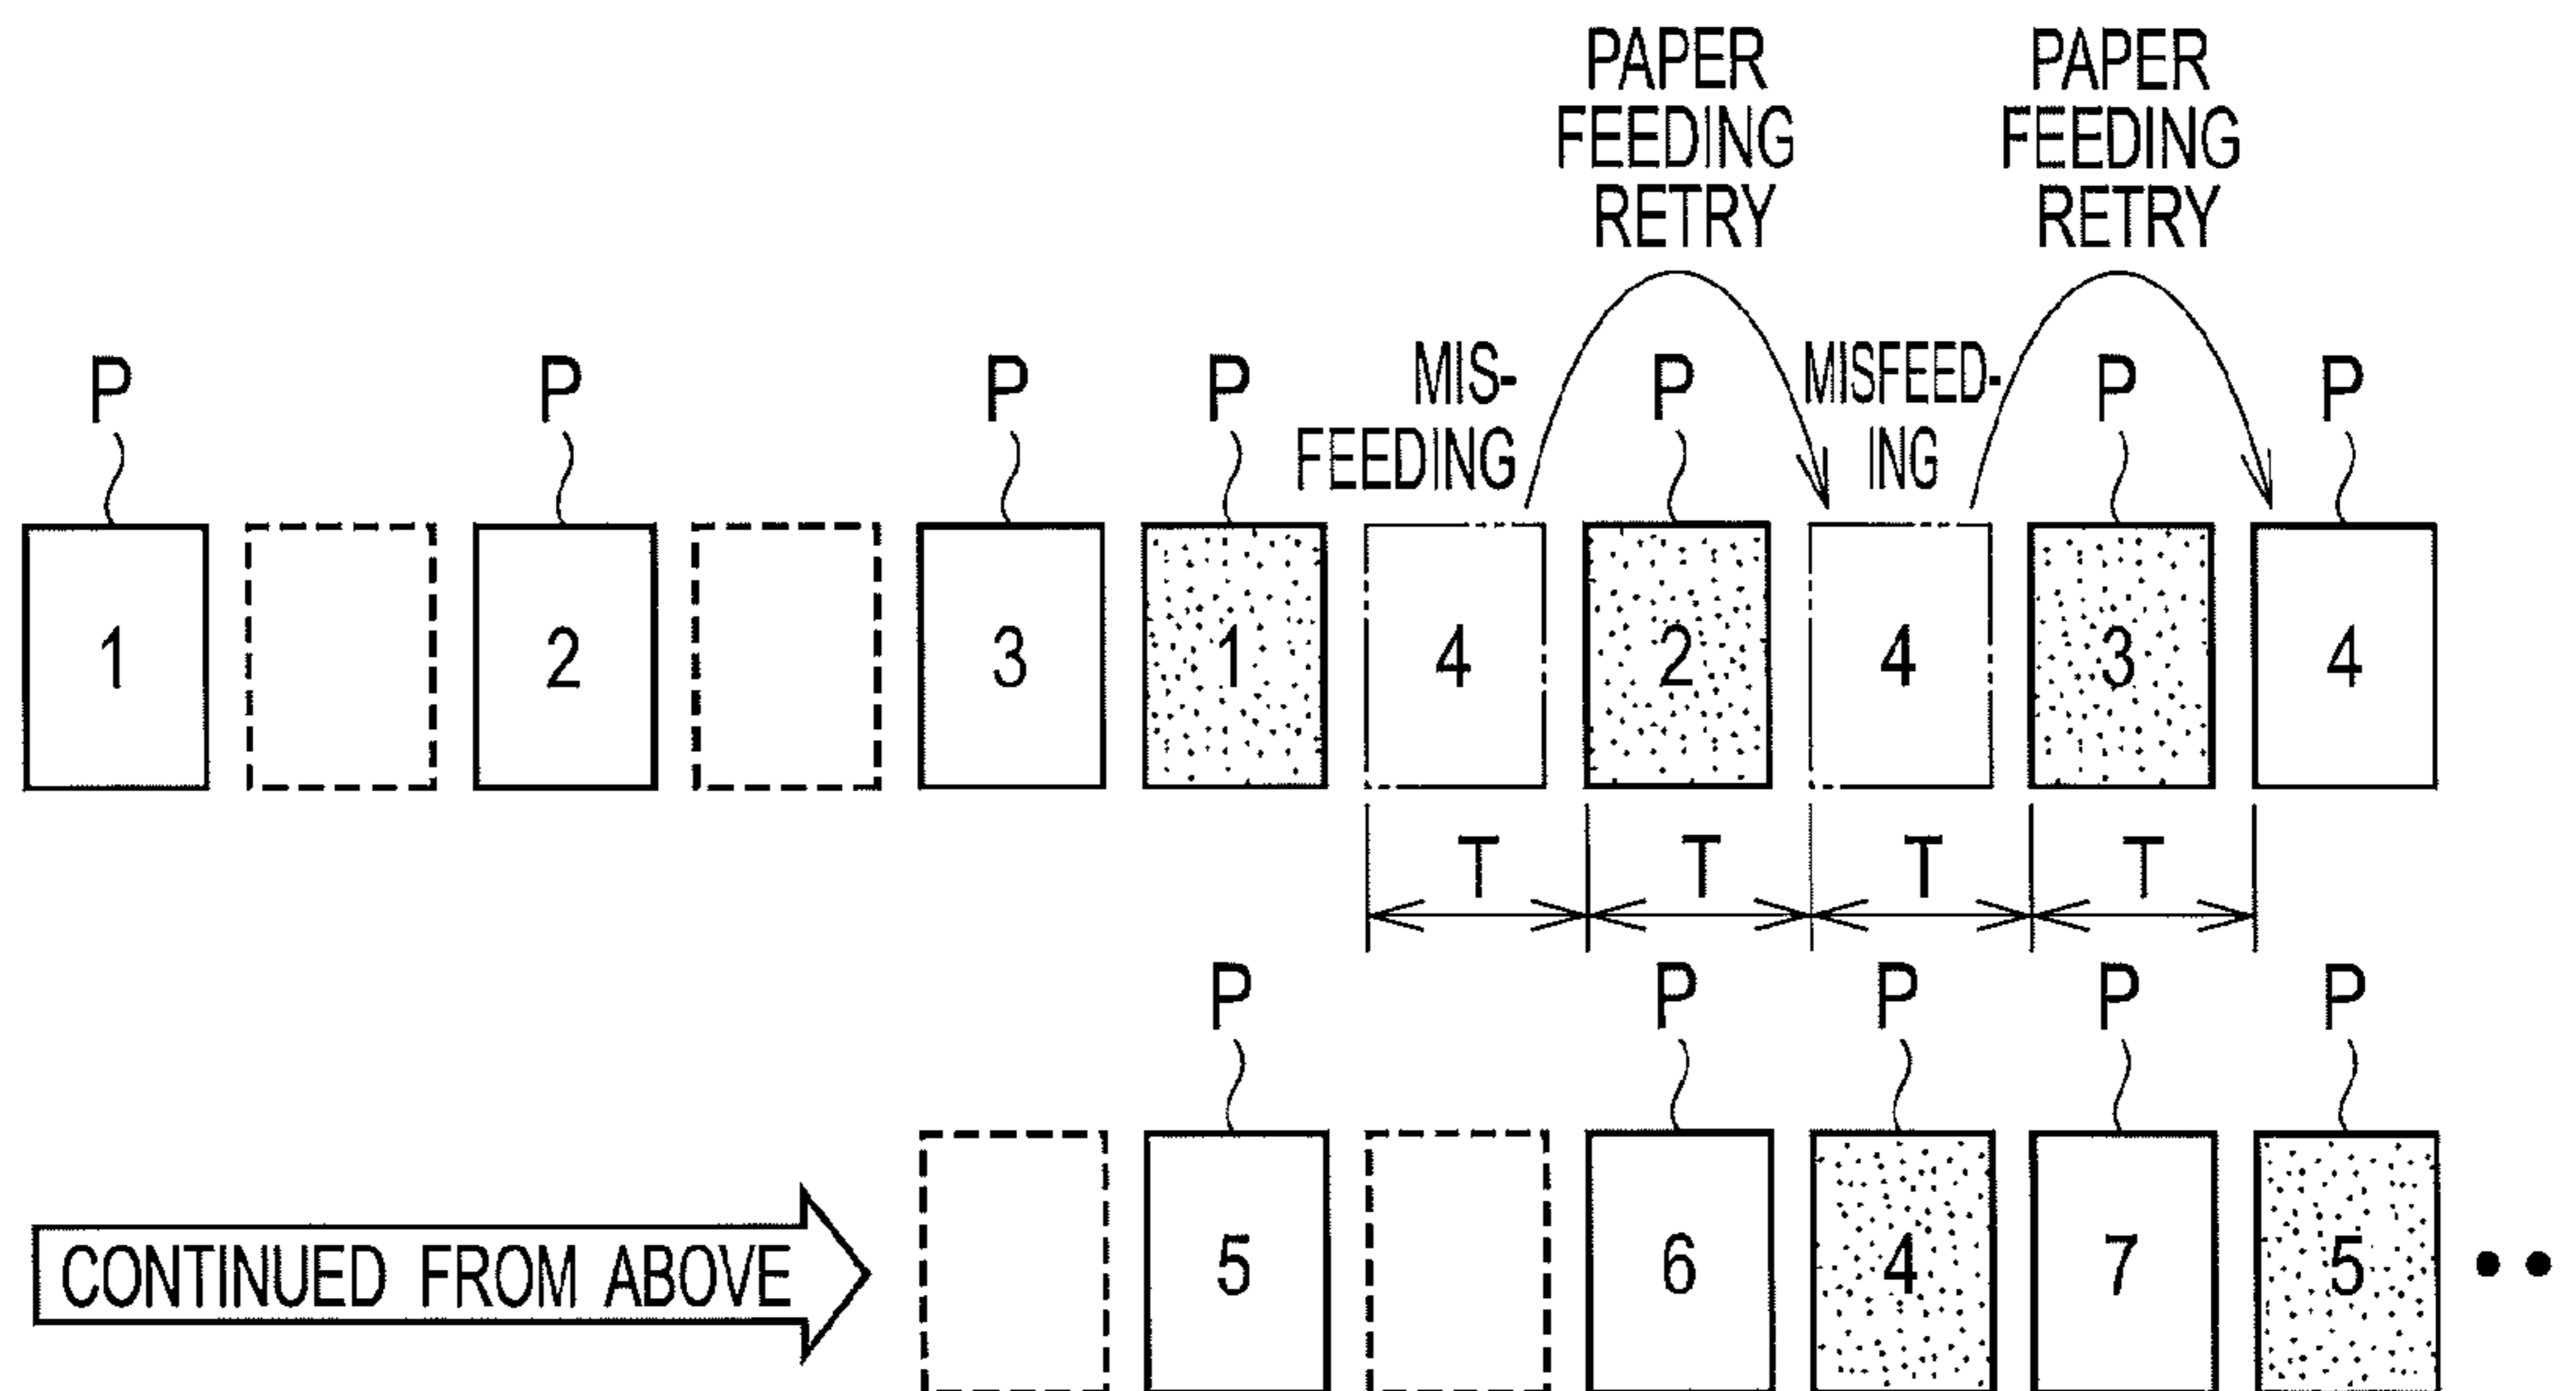 PAPER
FEEDING
RETRY
PAPER
FEEDING
RETRY
P P P P MIS-
FEEDING P MISFEED-
ING P P
1 2 3 1 4 2 4 3 4
T T T T
P P P P P
CONTINUED FROM ABOVE 5 6 4 7 5 ••